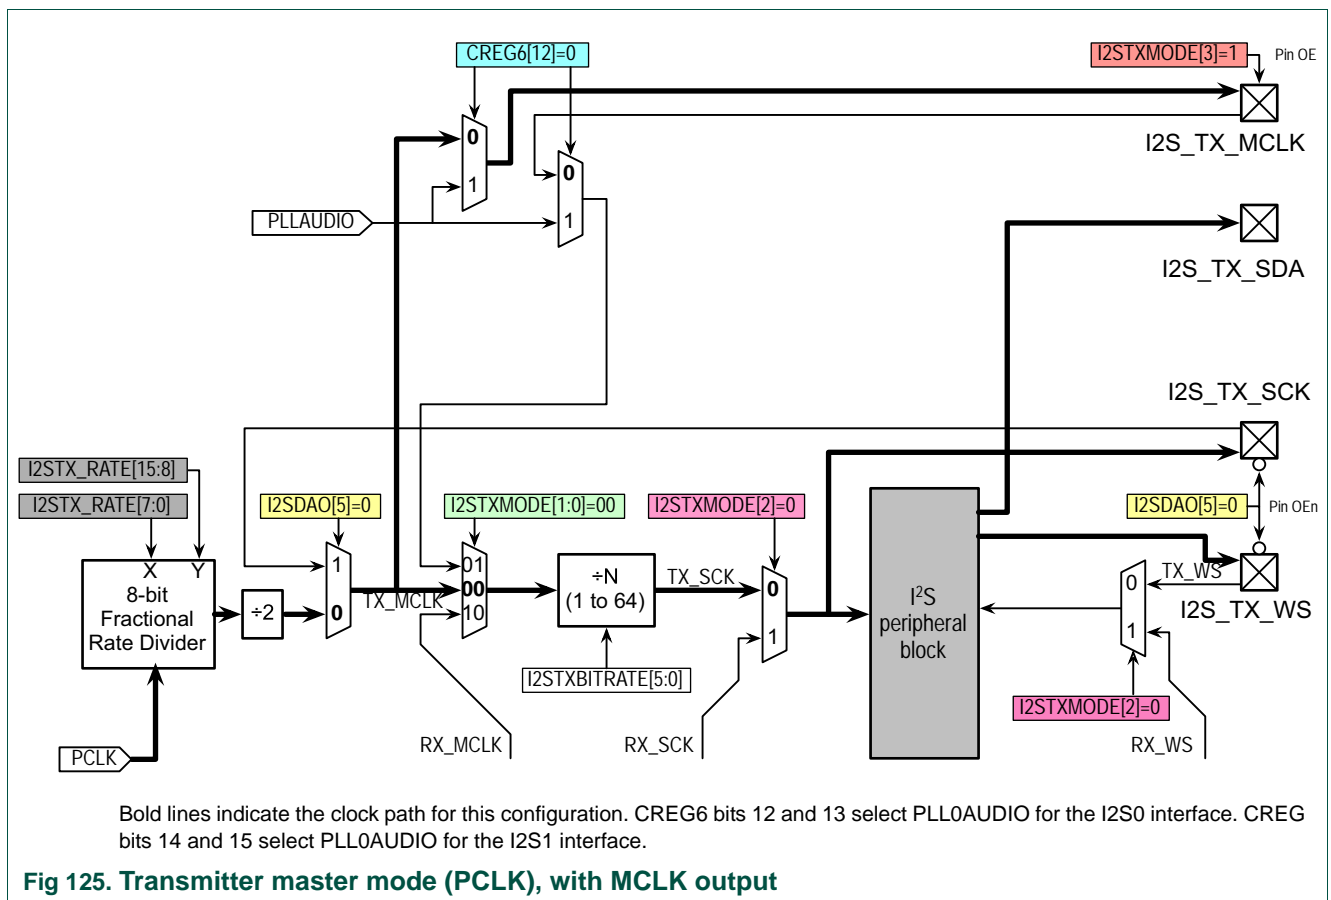 CREG6[12]=0
I2STXMODE[3]=1
Pin OE
0
1
I2S_TX_MCLK
0
1
PLLAUDIO
I2S_TX_SDA
I2S_TX_SCK
I2STX_RATE[15:8]
I2STX_RATE[7:0]
I2SDAO[5]=0
I2STXMODE[1:0]=00
I2STXMODE[2]=0
I2SDAO[5]=0
Pin OEn
X
Y
8-bit
Fractional
Rate Divider
÷2
1
0
TX_MCLK
01
00
10
÷N
(1 to 64)
TX_SCK
0
1
I2STXBITRATE[5:0]
I²S
peripheral
block
0
1
TX_WS
I2S_TX_WS
I2STXMODE[2]=0
PCLK
RX_MCLK
RX_SCK
RX_WS
Bold lines indicate the clock path for this configuration. CREG6 bits 12 and 13 select PLL0AUDIO for the I2S0 interface. CREG
bits 14 and 15 select PLL0AUDIO for the I2S1 interface.
Fig 125. Transmitter master mode (PCLK), with MCLK output